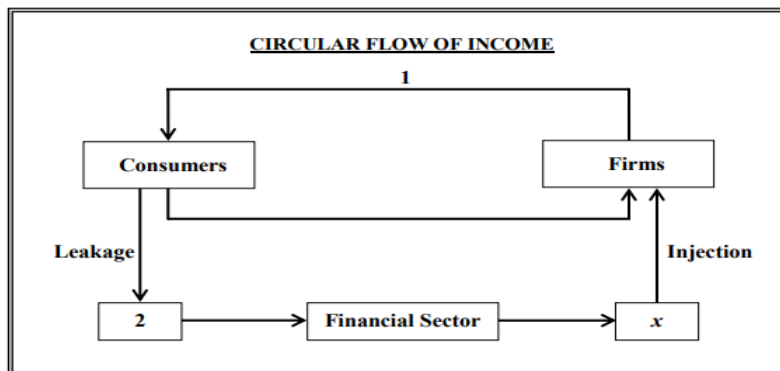 CIRCULAR FLOW OF INCOME
1
Consumers
Firms
Leakage
Injection
2
Financial Sector
x